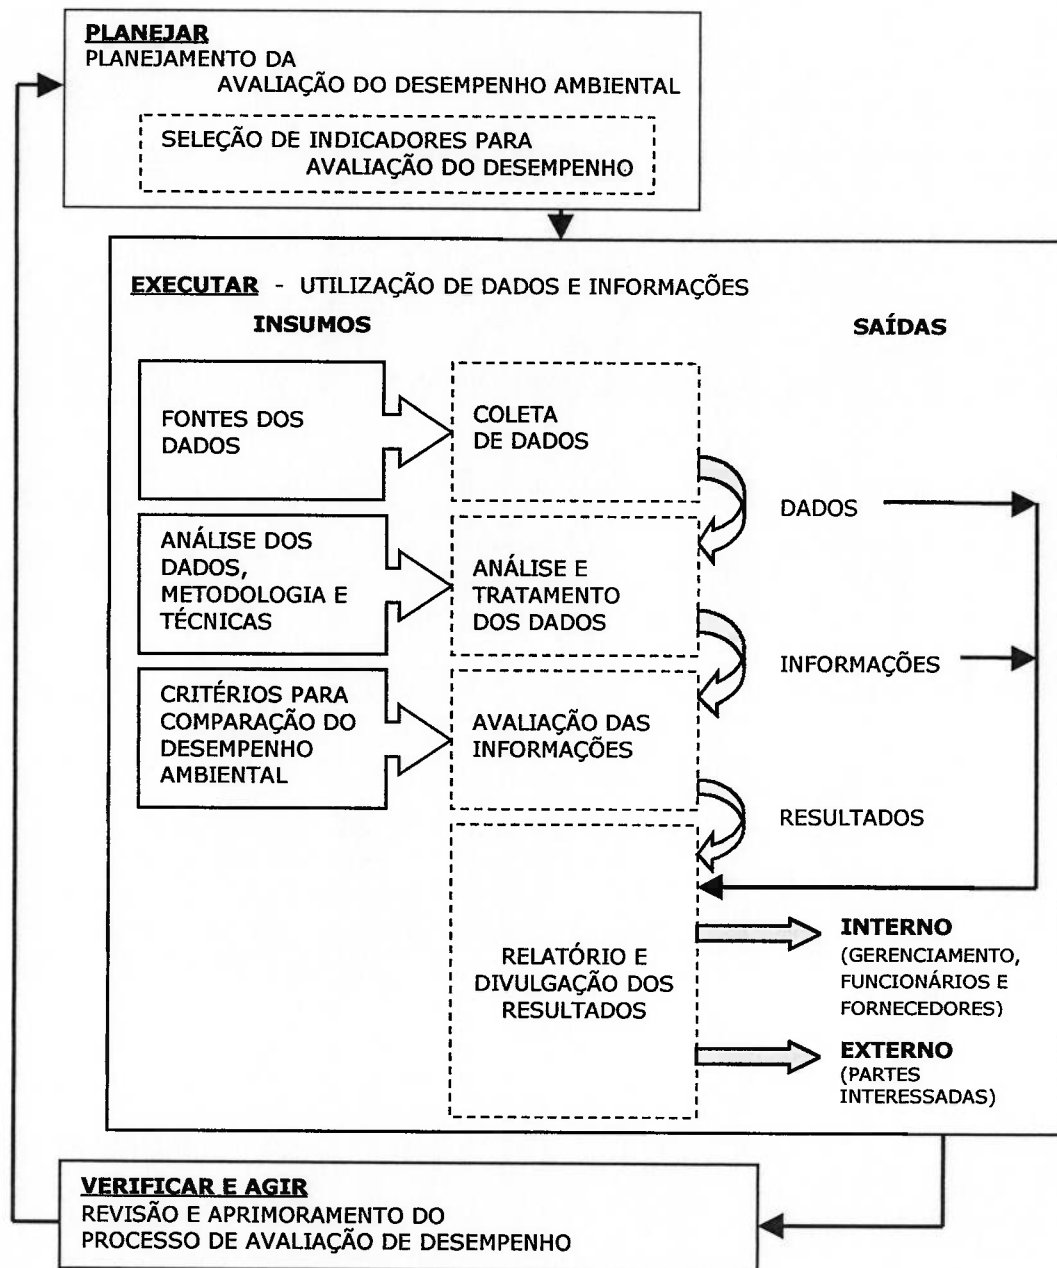 PLANEJAR
PLANEJAMENTO DA
AVALIAÇÃO DO DESEMPENHO AMBIENTAL
SELEÇÃO DE INDICADORES PARA
AVALIAÇÃO DO DESEMPENHO
EXECUTAR - UTILIZAÇÃO DE DADOS E INFORMAÇÕES
INSUMOS
SAÍDAS
FONTES DOS
DADOS
COLETA
DE DADOS
DADOS
ANÁLISE DOS
DADOS,
METODOLOGIA E
TÉCNICAS
ANÁLISE E
TRATAMENTO
DOS DADOS
INFORMAÇÕES
CRITÉRIOS PARA
COMPARAÇÃO DO
DESEMPENHO
AMBIENTAL
AVALIAÇÃO DAS
INFORMAÇÕES
RESULTADOS
RELATÓRIO E
DIVULGAÇÃO DOS
RESULTADOS
INTERNO
(GERENCIAMENTO,
FUNCIONÁRIOS E
FORNECEDORES)
EXTERNO
(PARTES
INTERESSADAS)
VERIFICAR E AGIR
REVISÃO E APRIMORAMENTO DO
PROCESSO DE AVALIAÇÃO DE DESEMPENHO